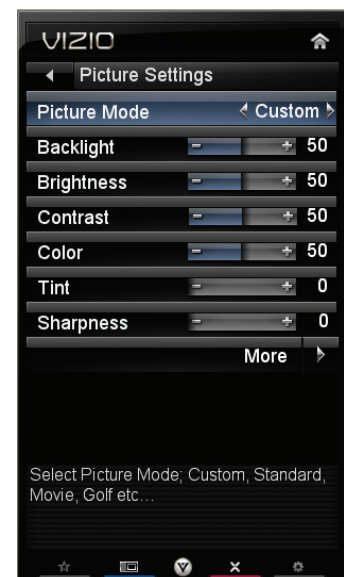 VIZIO
Picture Settings
Picture Mode Custom
Backlight 50
Brightness 50
Contrast 50
Color 50
Tint 0
Sharpness 0
More
Select Picture Mode; Custom, Standard,
Movie, Golf etc...